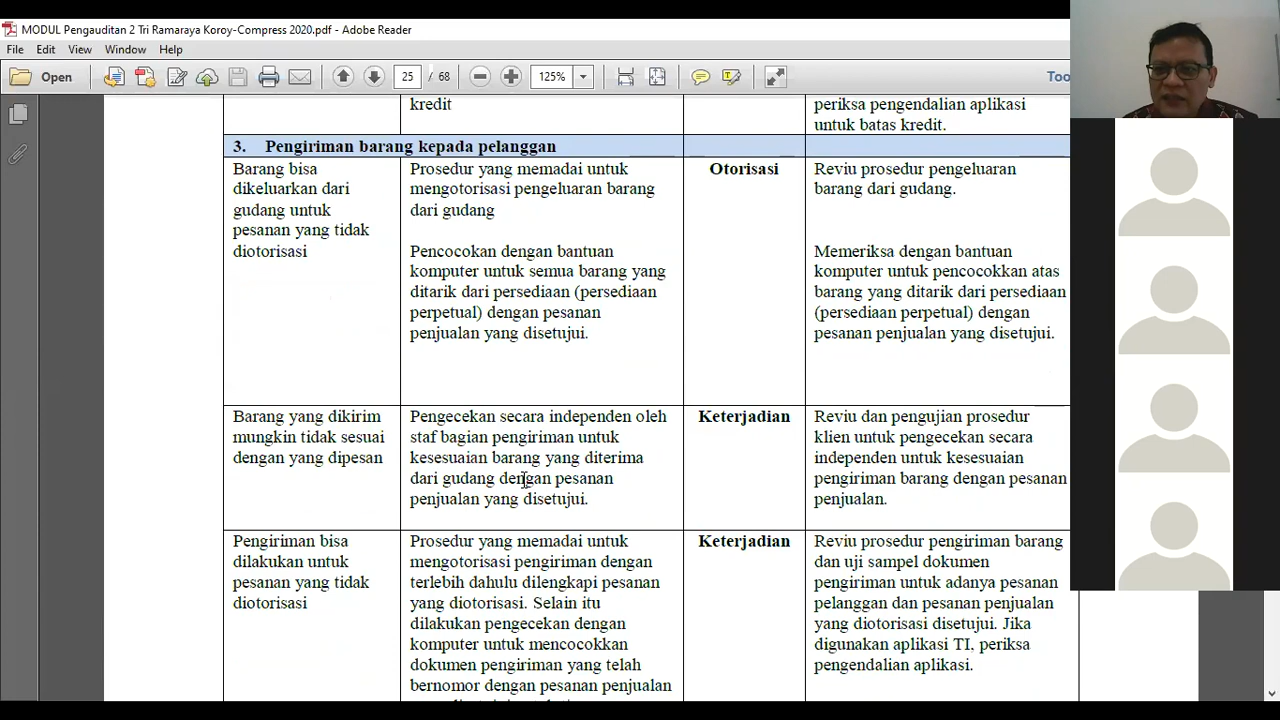 MODUL Pengauditan 2 Tri Ramaraya Koroy-Compress 2020.pdf - Adobe Reader
File Edit View Window Help
Open 25 / 68 125% Too
kredit
periksa pengendalian aplikasi
untuk batas kredit.
3. Pengiriman barang kepada pelanggan
Barang bisa
dikeluarkan dari
gudang untuk
pesanan yang tidak
diotorisasi
Prosedur yang memadai untuk
mengotorisasi pengeluaran barang
dari gudang
Pencocokan dengan bantuan
komputer untuk semua barang yang
ditarik dari persediaan (persediaan
perpetual) dengan pesanan
penjualan yang disetujui.
Otorisasi
Reviu prosedur pengeluaran
barang dari gudang.
Memeriksa dengan bantuan
komputer untuk pencocokkan atas
barang yang ditarik dari persediaan
(persediaan perpetual) dengan
pesanan penjualan yang disetujui.
Barang yang dikirim
mungkin tidak sesuai
dengan yang dipesan
Pengecekan secara independen oleh
staf bagian pengiriman untuk
kesesuaian barang yang diterima
dari gudang dengan pesanan
penjualan yang disetujui.
Keterjadian
Reviu dan pengujian prosedur
klien untuk pengecekan secara
independen untuk kesesuaian
pengiriman barang dengan pesanan
penjualan.
Pengiriman bisa
dilakukan untuk
pesanan yang tidak
diotorisasi
Prosedur yang memadai untuk
mengotorisasi pengiriman dengan
terlebih dahulu dilengkapi pesanan
yang diotorisasi. Selain itu
dilakukan pengecekan dengan
komputer untuk mencocokkan
dokumen pengiriman yang telah
bernomor dengan pesanan penjualan
Keterjadian
Reviu prosedur pengiriman barang
dan uji sampel dokumen
pengiriman untuk adanya pesanan
pelanggan dan pesanan penjualan
yang diotorisasi disetujui. Jika
digunakan aplikasi TI, periksa
pengendalian aplikasi.